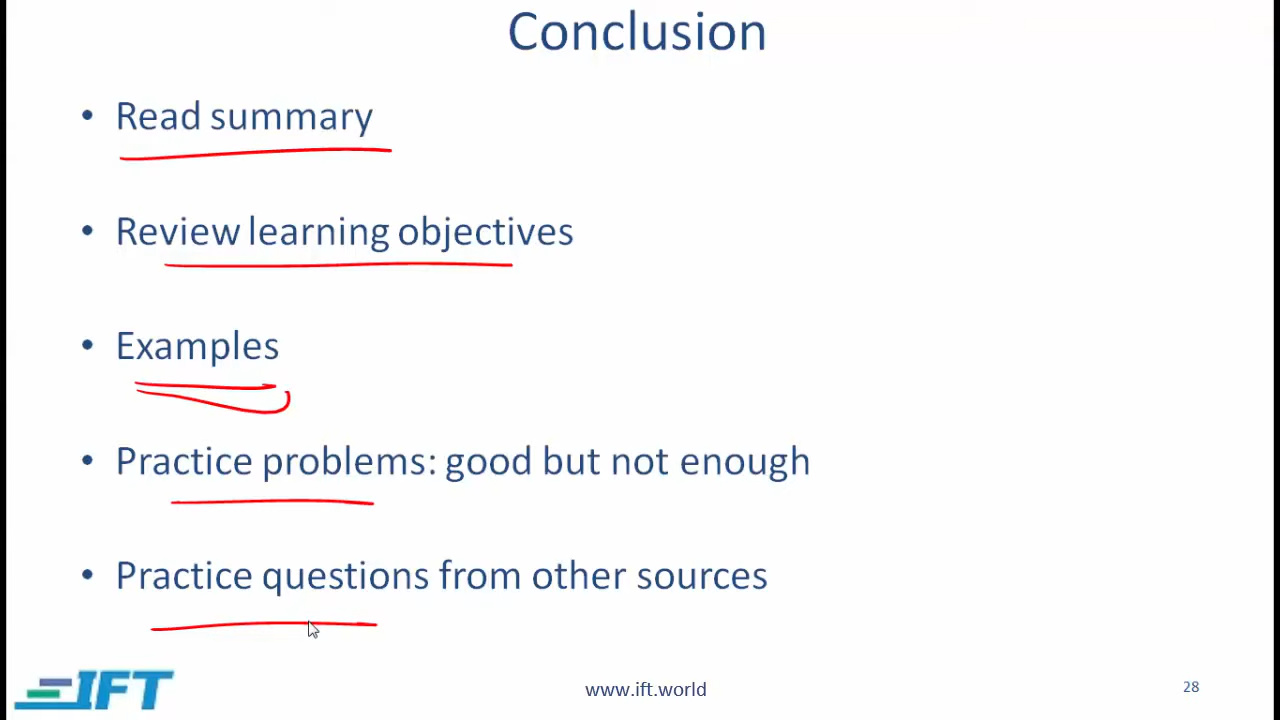 Conclusion
• Read summary
• Review learning objectives
• Examples
• Practice problems: good but not enough
• Practice questions from other sources
IFT
www.ift.world
28